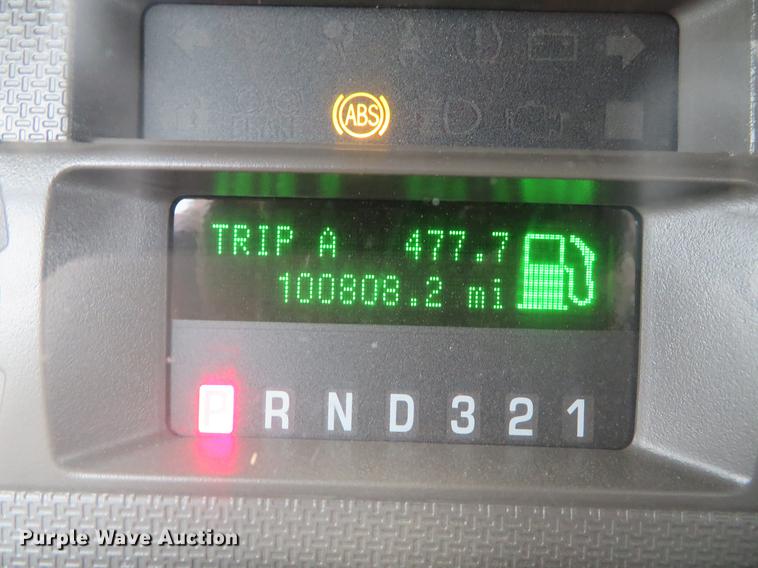 ABS
TRIP A 477.7
100808.2 mi
P R N D 3 2 1
Purple Wave Auction